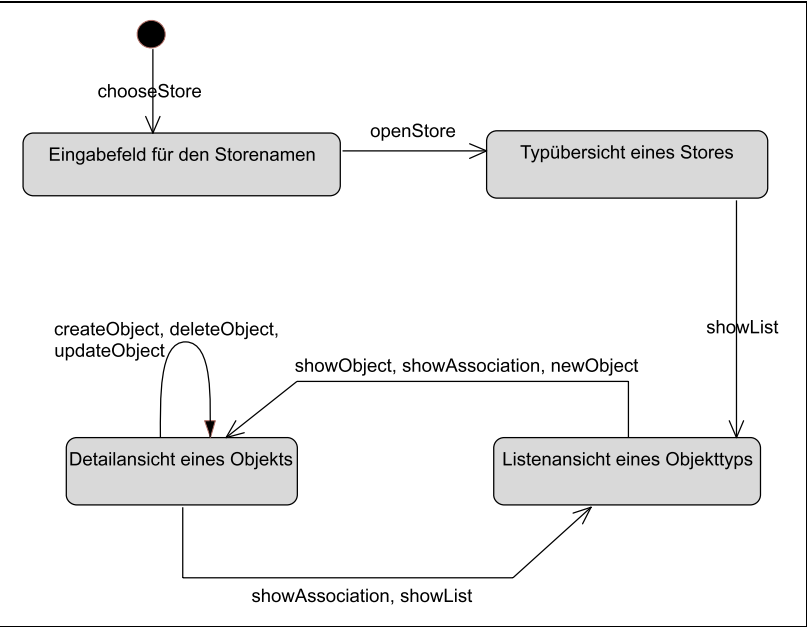 chooseStore
Eingabefeld für den Storenamen
openStore
Typübersicht eines Stores
showList
createObject, deleteObject,
updateObject
showObject, showAssociation, newObject
Detailansicht eines Objekts
Listenansicht eines Objekttyps
showAssociation, showList